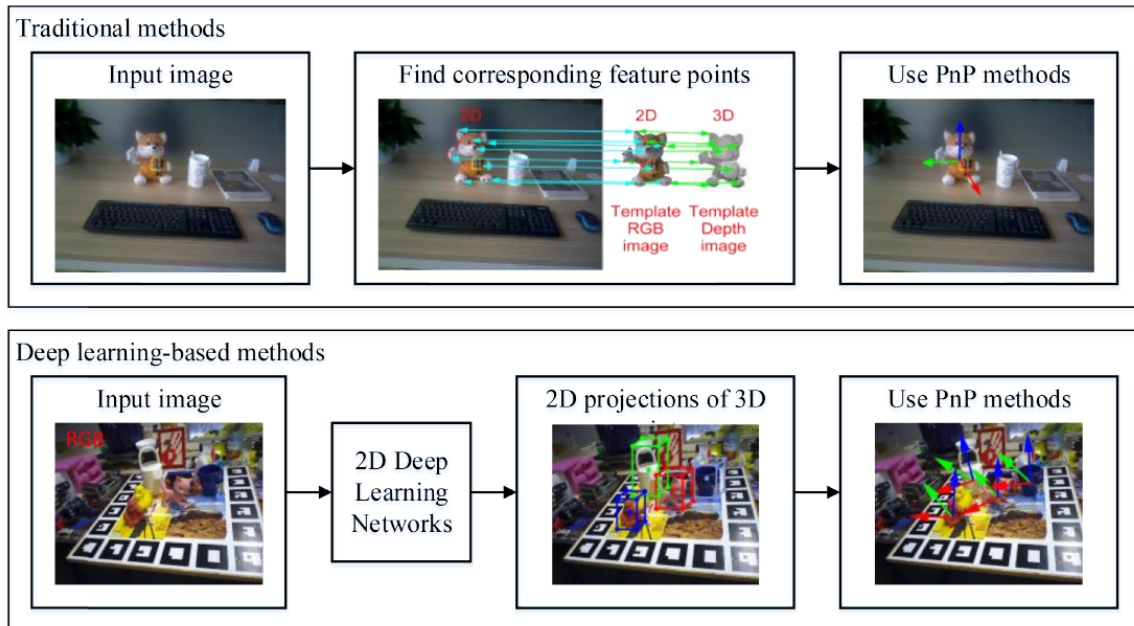 Traditional methods
Input image
Find corresponding feature points
Use PnP methods
2D
2D
3D
Template
RGB
image
Template
Depth
image
Deep learning-based methods
Input image
2D projections of 3D
Use PnP methods
RGB
2D Deep
Learning
Networks